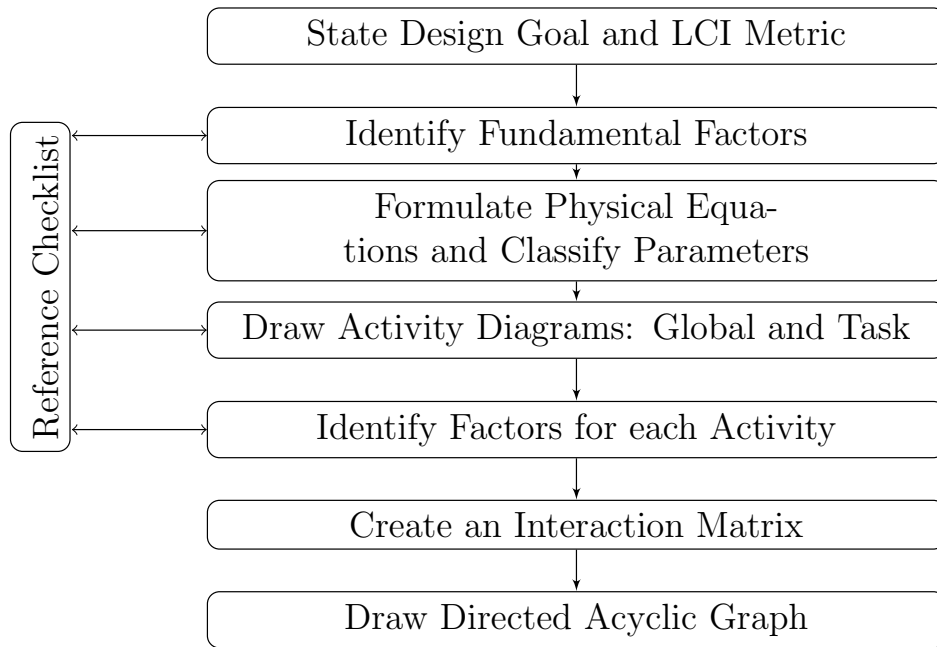 State Design Goal and LCI Metric
Identify Fundamental Factors
Formulate Physical Equa-
tions and Classify Parameters
Draw Activity Diagrams: Global and Task
Identify Factors for each Activity
Create an Interaction Matrix
Draw Directed Acyclic Graph
Reference Checklist